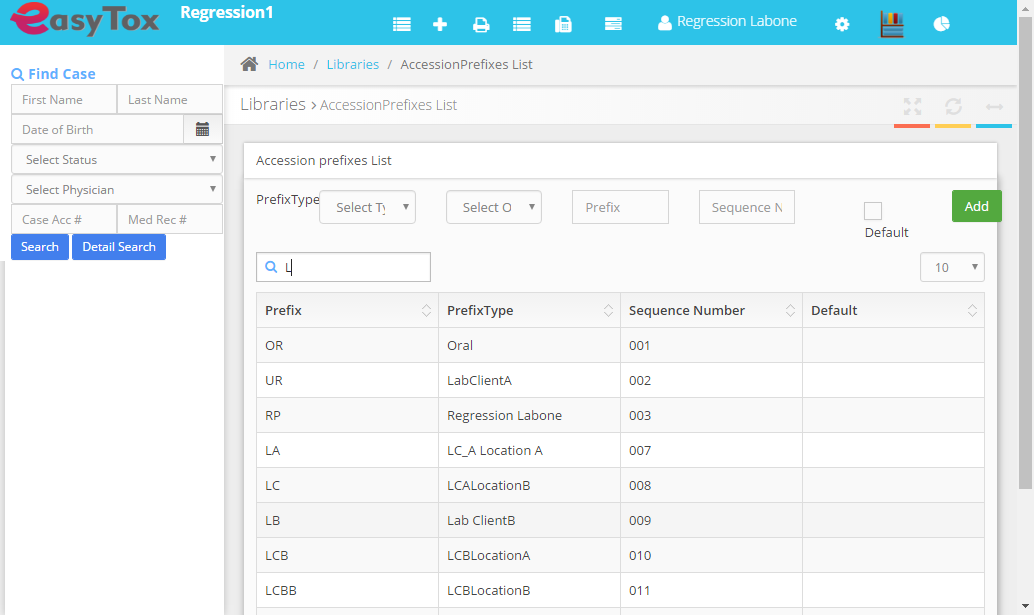 easyTox
Regression1
Regression Labone
Find Case
First Name
Last Name
Date of Birth
Select Status
Select Physician
Case Acc #
Med Rec #
Search
Detail Search
Home / Libraries / AccessionPrefixes List
Libraries > AccessionPrefixes List
Accession prefixes List
PrefixType
Select Ty
Select O
Prefix
Sequence N
Default
Add
L
10
Prefix PrefixType Sequence Number Default
OR Oral 001
UR LabClientA 002
RP Regression Labone 003
LA LC_A Location A 007
LC LCALocationB 008
LB Lab ClientB 009
LCB LCBLocationA 010
LCBB LCBLocationB 011